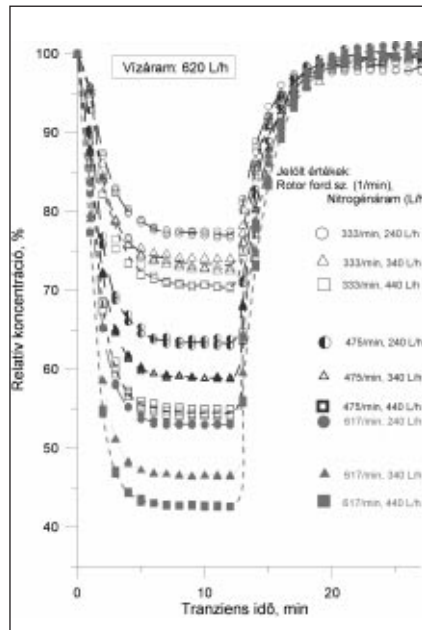 100
90
80
70
60
50
40
Relatív koncentráció, %
Vízáram: 620 L/h
Jelölt értékek:
Rotor ford.sz. (1/min),
Nitrogénáram (L/h
333/min, 240 L/h
333/min, 340 L/h
333/min, 440 L/h
475/min, 240 L/h
475/min, 340 L/h
475/min, 440 L/h
617/min, 240 L/h
617/min, 340 L/h
617/min, 440 L/h
0 10 20
Tranziens idő, min